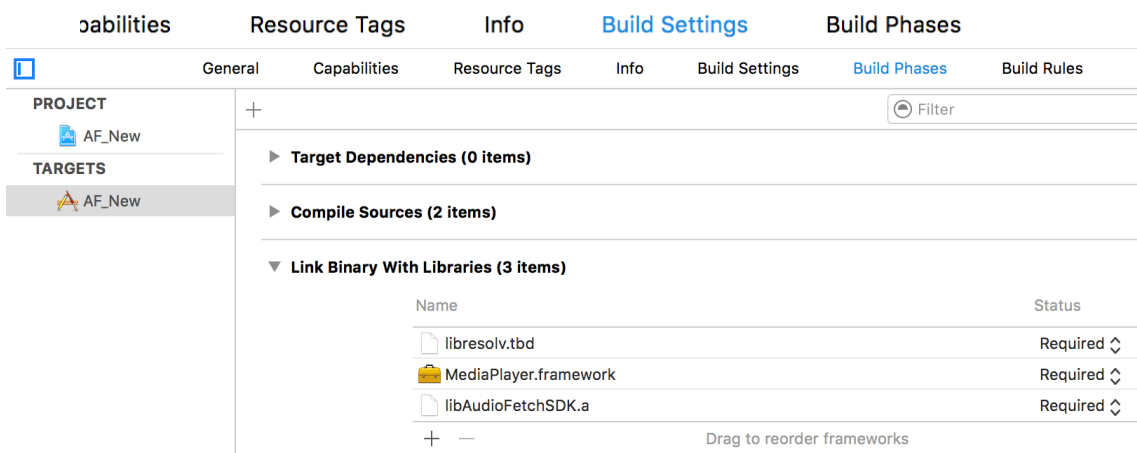 pabilities Resource Tags Info Build Settings Build Phases
General Capabilities Resource Tags Info Build Settings Build Phases Build Rules
PROJECT
Filter
AF_New
TARGETS
AF_New
Target Dependencies (0 items)
Compile Sources (2 items)
Link Binary With Libraries (3 items)
Name Status
libresolv.tbd Required
MediaPlayer.framework Required
libAudioFetchSDK.a Required
Drag to reorder frameworks